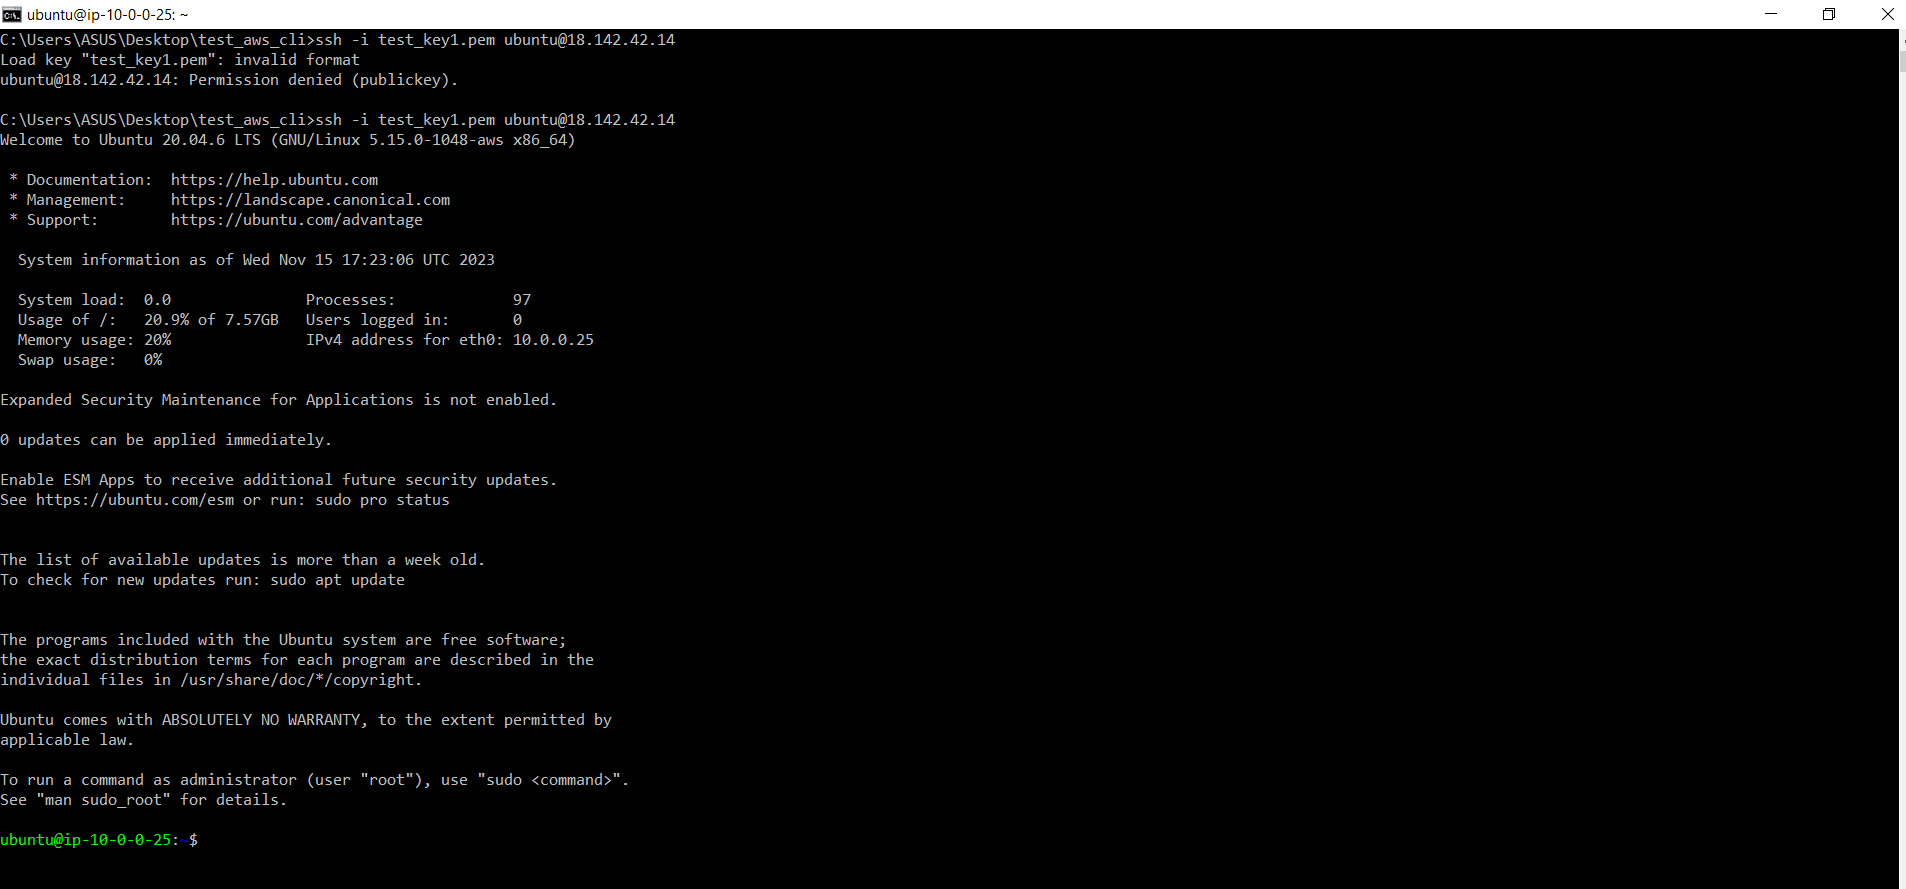 ubuntu@ip-10-0-0-25: ~
C:\Users\ASUS\Desktop\test_aws_cli>ssh -i test_key1.pem ubuntu@18.142.42.14
Load key "test_key1.pem": invalid format
ubuntu@18.142.42.14: Permission denied (publickey).
C:\Users\ASUS\Desktop\test_aws_cli>ssh -i test_key1.pem ubuntu@18.142.42.14
Welcome to Ubuntu 20.04.6 LTS (GNU/Linux 5.15.0-1048-aws x86_64)
* Documentation:  https://help.ubuntu.com
* Management:     https://landscape.canonical.com
* Support:        https://ubuntu.com/advantage
System information as of Wed Nov 15 17:23:06 UTC 2023
System load:  0.0               Processes:             97
Usage of /:   20.9% of 7.57GB   Users logged in:       0
Memory usage: 20%               IPv4 address for eth0: 10.0.0.25
Swap usage:   0%
Expanded Security Maintenance for Applications is not enabled.
0 updates can be applied immediately.
Enable ESM Apps to receive additional future security updates.
See https://ubuntu.com/esm or run: sudo pro status
The list of available updates is more than a week old.
To check for new updates run: sudo apt update
The programs included with the Ubuntu system are free software;
the exact distribution terms for each program are described in the
individual files in /usr/share/doc/*/copyright.
Ubuntu comes with ABSOLUTELY NO WARRANTY, to the extent permitted by
applicable law.
To run a command as administrator (user "root"), use "sudo <command>".
See "man sudo_root" for details.
ubuntu@ip-10-0-0-25:~$